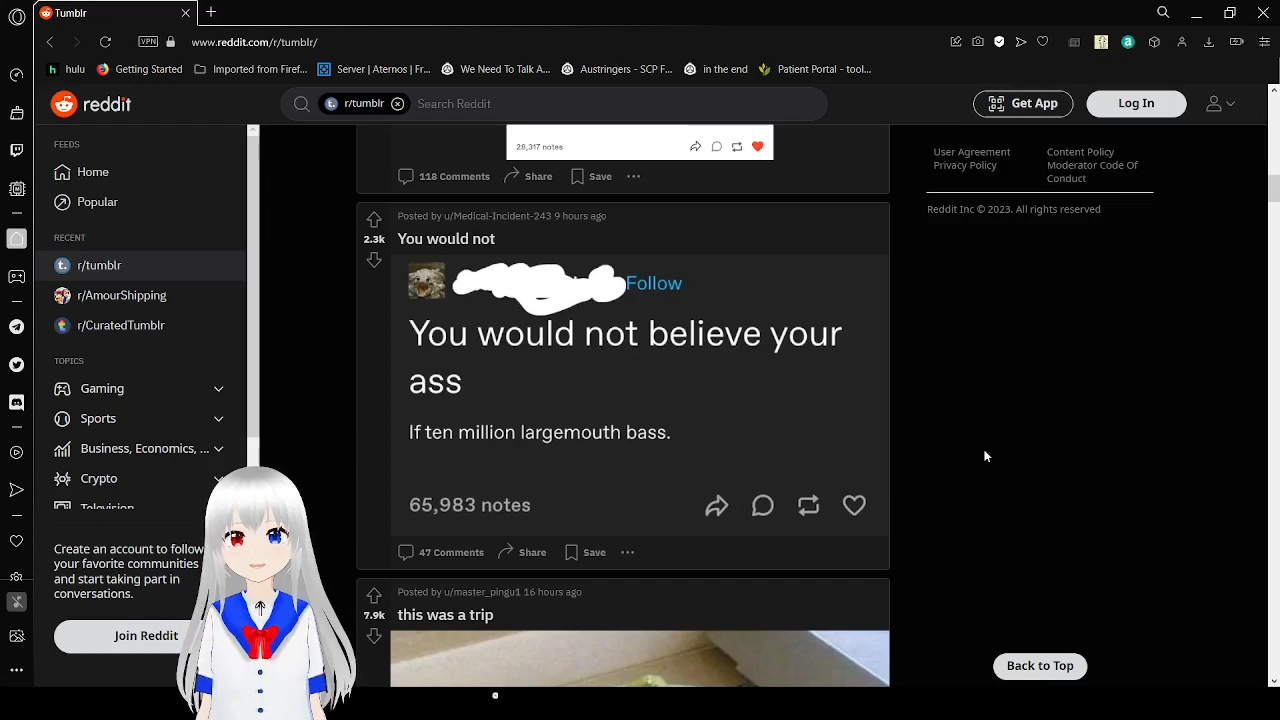 Tumblr
www.reddit.com/r/tumblr/
VPN
hulu
Getting Started
Imported from Firef...
Server | Aternos | Fr...
We Need To Talk A...
Austringers - SCP F...
in the end
Patient Portal - tool...
reddit
r/tumblr
Search Reddit
Get App
Log In
FEEDS
Home
Popular
RECENT
r/tumblr
r/AmourShipping
r/CuratedTumblr
TOPICS
Gaming
Sports
Business, Economics, ...
Crypto
Television
Create an account to follow
your favorite communities
and start taking part in
conversations.
Join Reddit
28,317 notes
118 Comments
Share
Save
Posted by u/Medical-Incident-243 9 hours ago
2.3k
You would not
Follow
You would not believe your
ass
If ten million largemouth bass.
65,983 notes
47 Comments
Share
Save
Posted by u/master_pingu1 16 hours ago
7.9k
this was a trip
User Agreement
Privacy Policy
Content Policy
Moderator Code Of
Conduct
Reddit Inc © 2023. All rights reserved
Back to Top